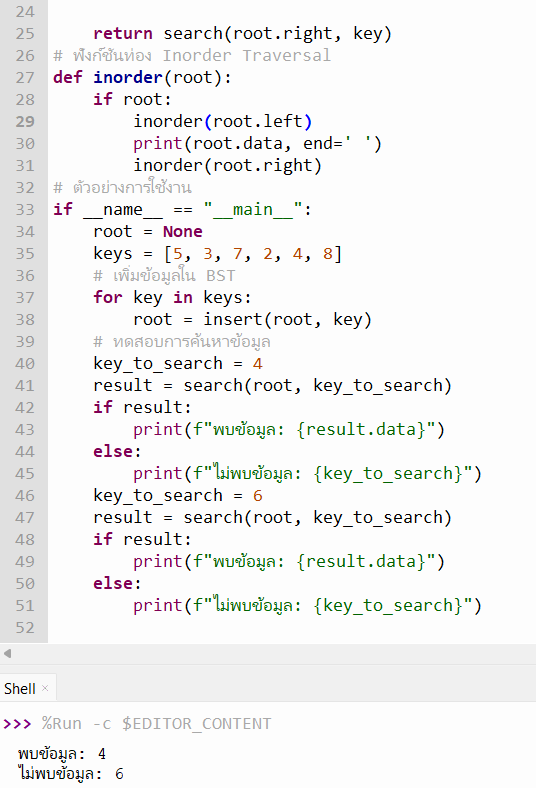 24
25     return search(root.right, key)
26 # ฟังก์ชันท่อง Inorder Traversal
27 def inorder(root):
28     if root:
29         inorder(root.left)
30         print(root.data, end=' ')
31         inorder(root.right)
32 # ตัวอย่างการใช้งาน
33 if __name__ == "__main__":
34     root = None
35     keys = [5, 3, 7, 2, 4, 8]
36     # เพิ่มข้อมูลใน BST
37     for key in keys:
38         root = insert(root, key)
39     # ทดสอบการค้นหาข้อมูล
40     key_to_search = 4
41     result = search(root, key_to_search)
42     if result:
43         print(f"พบข้อมูล: {result.data}")
44     else:
45         print(f"ไม่พบข้อมูล: {key_to_search}")
46     key_to_search = 6
47     result = search(root, key_to_search)
48     if result:
49         print(f"พบข้อมูล: {result.data}")
50     else:
51         print(f"ไม่พบข้อมูล: {key_to_search}")
52
Shell ×
>>> %Run -c $EDITOR_CONTENT
พบข้อมูล: 4
ไม่พบข้อมูล: 6